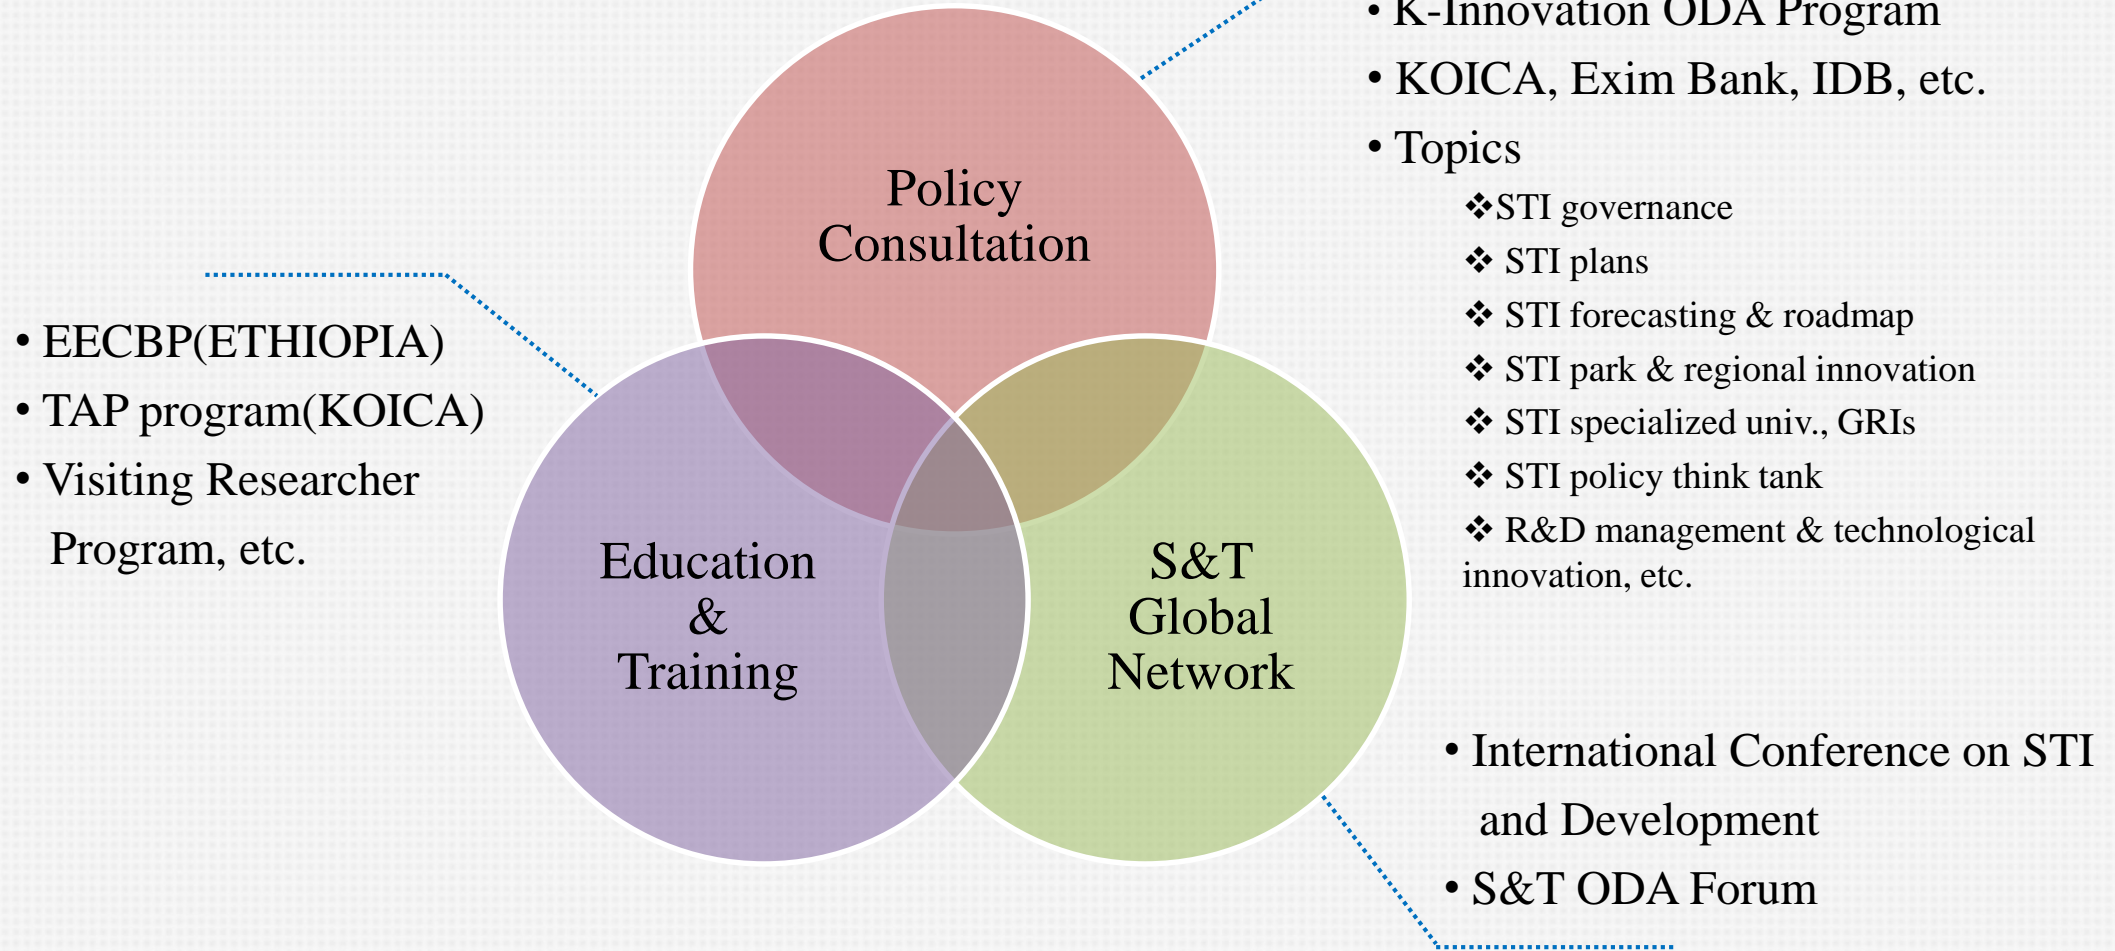 • K-Innovation ODA Program
• KOICA, Exim Bank, IDB, etc.
• Topics
❖STI governance
❖ STI plans
❖ STI forecasting & roadmap
❖ STI park & regional innovation
❖ STI specialized univ., GRIs
❖ STI policy think tank
❖ R&D management & technological
innovation, etc.
Policy
Consultation
• EECBP(ETHIOPIA)
• TAP program(KOICA)
• Visiting Researcher
Program, etc.
Education
&
Training
S&T
Global
Network
• International Conference on STI
and Development
• S&T ODA Forum